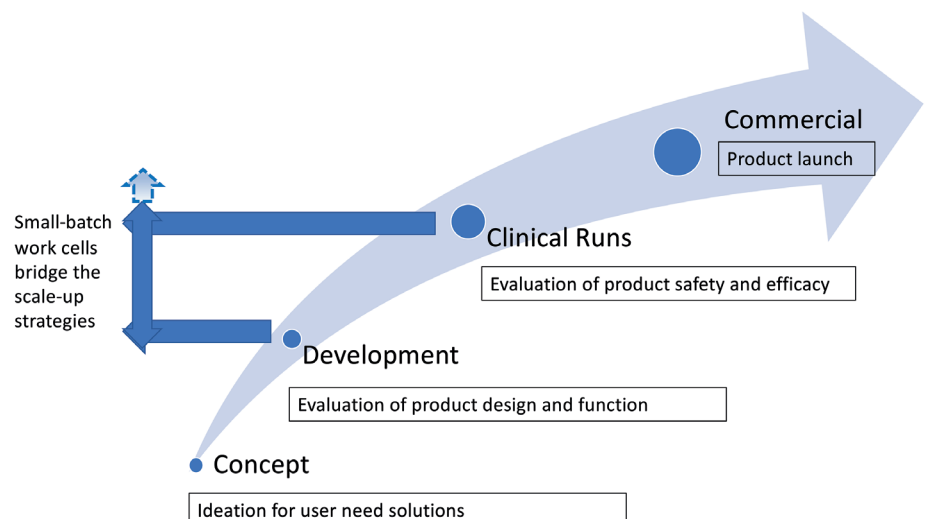 Commercial
Product launch
Small-batch
work cells
bridge the
scale-up
strategies
Clinical Runs
Evaluation of product safety and efficacy
Development
Evaluation of product design and function
Concept
Ideation for user need solutions